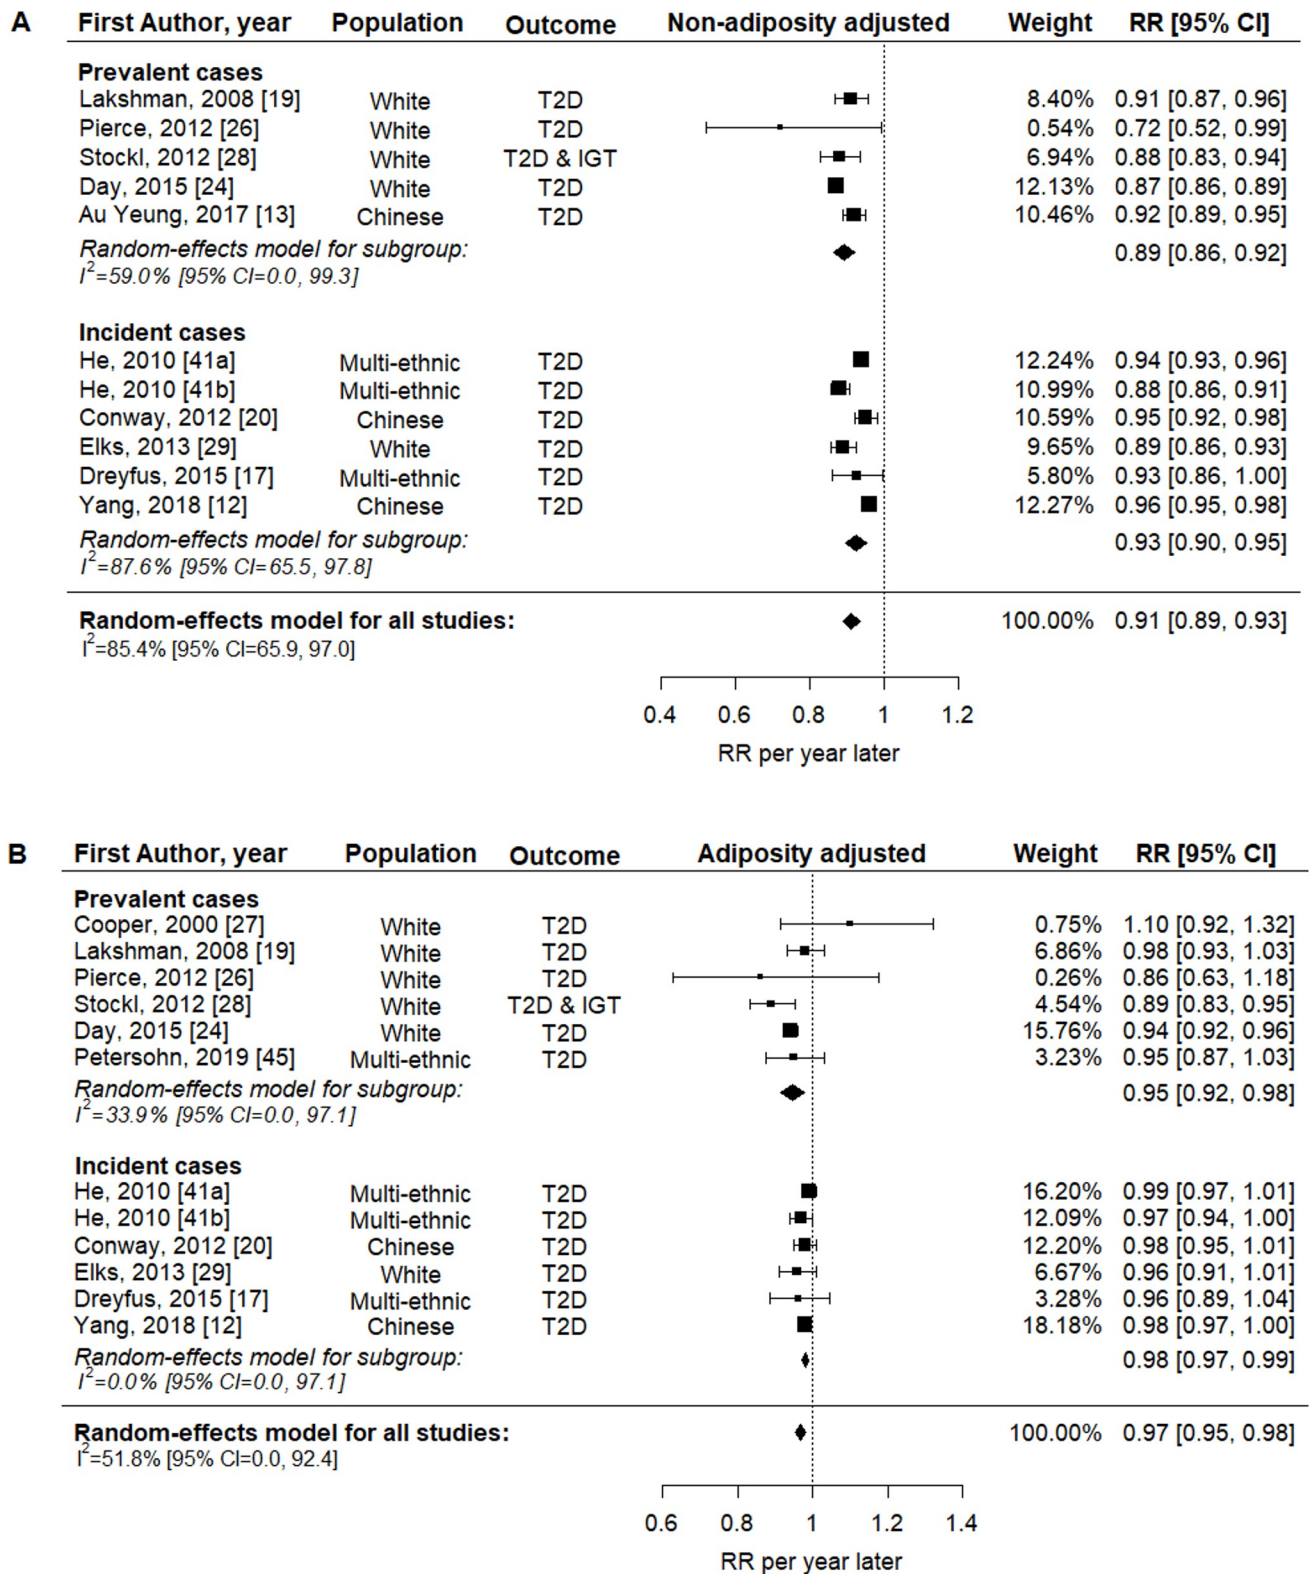 A First Author, year Population Outcome Non-adiposity adjusted Weight RR [95% CI]
Prevalent cases
Lakshman, 2008 [19] White T2D 8.40% 0.91 [0.87, 0.96]
Pierce, 2012 [26] White T2D 0.54% 0.72 [0.52, 0.99]
Stockl, 2012 [28] White T2D & IGT 6.94% 0.88 [0.83, 0.94]
Day, 2015 [24] White T2D 12.13% 0.87 [0.86, 0.89]
Au Yeung, 2017 [13] Chinese T2D 10.46% 0.92 [0.89, 0.95]
Random-effects model for subgroup: 0.89 [0.86, 0.92]
I²=59.0% [95% CI=0.0, 99.3]
Incident cases
He, 2010 [41a] Multi-ethnic T2D 12.24% 0.94 [0.93, 0.96]
He, 2010 [41b] Multi-ethnic T2D 10.99% 0.88 [0.86, 0.91]
Conway, 2012 [20] Chinese T2D 10.59% 0.95 [0.92, 0.98]
Elks, 2013 [29] White T2D 9.65% 0.89 [0.86, 0.93]
Dreyfus, 2015 [17] Multi-ethnic T2D 5.80% 0.93 [0.86, 1.00]
Yang, 2018 [12] Chinese T2D 12.27% 0.96 [0.95, 0.98]
Random-effects model for subgroup: 0.93 [0.90, 0.95]
I²=87.6% [95% CI=65.5, 97.8]
Random-effects model for all studies: 100.00% 0.91 [0.89, 0.93]
I²=85.4% [95% CI=65.9, 97.0]
0.4 0.6 0.8 1 1.2
RR per year later
B First Author, year Population Outcome Adiposity adjusted Weight RR [95% CI]
Prevalent cases
Cooper, 2000 [27] White T2D 0.75% 1.10 [0.92, 1.32]
Lakshman, 2008 [19] White T2D 6.86% 0.98 [0.93, 1.03]
Pierce, 2012 [26] White T2D 0.26% 0.86 [0.63, 1.18]
Stockl, 2012 [28] White T2D & IGT 4.54% 0.89 [0.83, 0.95]
Day, 2015 [24] White T2D 15.76% 0.94 [0.92, 0.96]
Petersohn, 2019 [45] Multi-ethnic T2D 3.23% 0.95 [0.87, 1.03]
Random-effects model for subgroup: 0.95 [0.92, 0.98]
I²=33.9% [95% CI=0.0, 97.1]
Incident cases
He, 2010 [41a] Multi-ethnic T2D 16.20% 0.99 [0.97, 1.01]
He, 2010 [41b] Multi-ethnic T2D 12.09% 0.97 [0.94, 1.00]
Conway, 2012 [20] Chinese T2D 12.20% 0.98 [0.95, 1.01]
Elks, 2013 [29] White T2D 6.67% 0.96 [0.91, 1.01]
Dreyfus, 2015 [17] Multi-ethnic T2D 3.28% 0.96 [0.89, 1.04]
Yang, 2018 [12] Chinese T2D 18.18% 0.98 [0.97, 1.00]
Random-effects model for subgroup: 0.98 [0.97, 0.99]
I²=0.0% [95% CI=0.0, 97.1]
Random-effects model for all studies: 100.00% 0.97 [0.95, 0.98]
I²=51.8% [95% CI=0.0, 92.4]
0.6 0.8 1 1.2 1.4
RR per year later